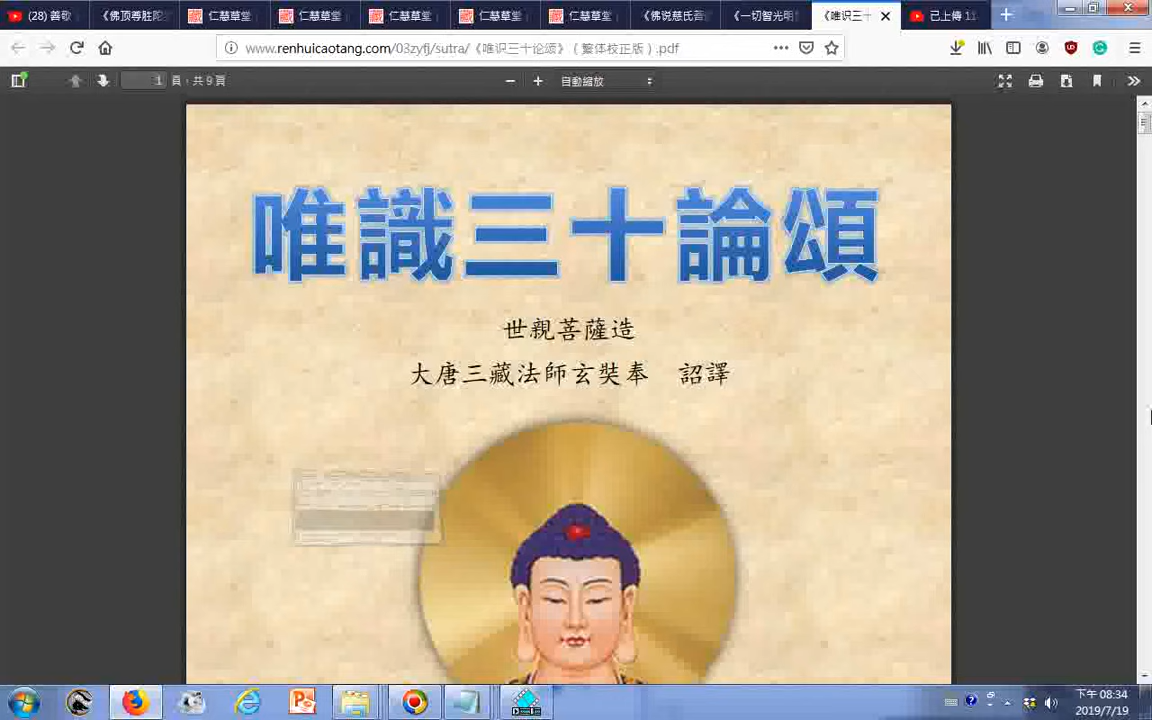 (28) 善歌
《佛顶尊胜陀
仁慧草堂
仁慧草堂
仁慧草堂
仁慧草堂
仁慧草堂
《佛说慈氏菩
《一切智光明
《唯识三十
已上傳 11
www.renhuicaotang.com/03zyfj/sutra/《唯识三十论颂》（繁体校正版）.pdf
1 頁，共 9 頁
自動縮放
唯識三十論頌
世親菩薩造
大唐三藏法師玄奘奉 詔譯
下午 08:34
2019/7/19